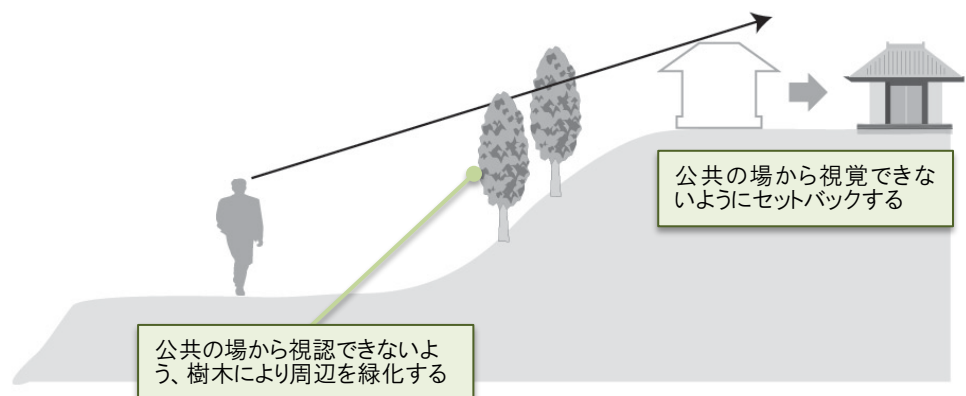 公共の場から視覚できな
いようにセットバックする
公共の場から視認できないよ
う、樹木により周辺を緑化する